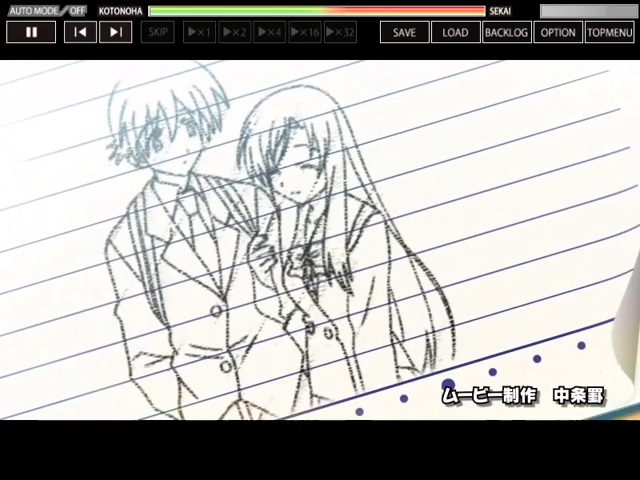 AUTO MODE/OFF KOTONOHA SEKAI
SKIP ×1 ×2 ×4 ×16 ×32 SAVE LOAD BACKLOG OPTION TOPMENU
ムービー制作 中条罫